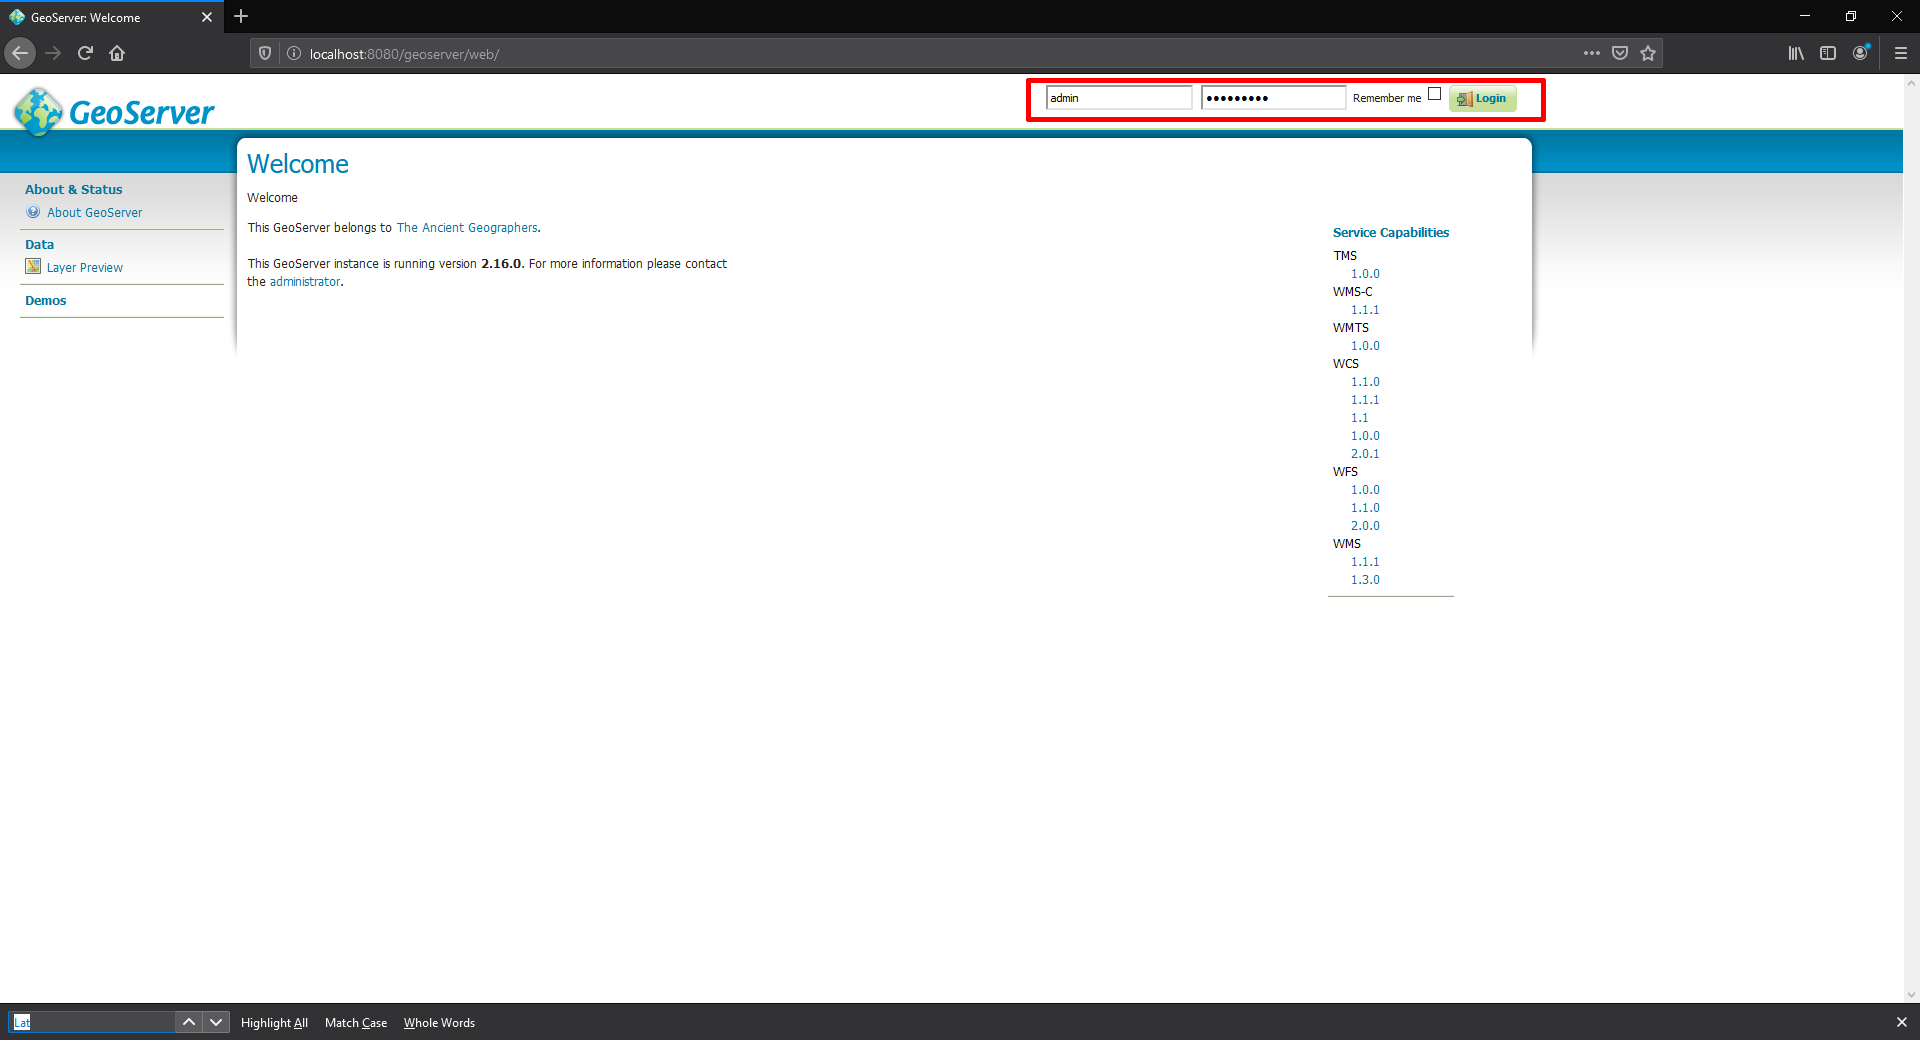 GeoServer: Welcome
localhost:8080/geoserver/web/
GeoServer
admin
Remember me
Login
Welcome
Welcome
About & Status
About GeoServer
Data
Layer Preview
Demos
This GeoServer belongs to The Ancient Geographers.
This GeoServer instance is running version 2.16.0. For more information please contact
the administrator.
Service Capabilities
TMS
1.0.0
WMS-C
1.1.1
WMTS
1.0.0
WCS
1.1.0
1.1.1
1.1
1.0.0
2.0.1
WFS
1.0.0
1.1.0
2.0.0
WMS
1.1.1
1.3.0
Lat
Highlight All Match Case Whole Words